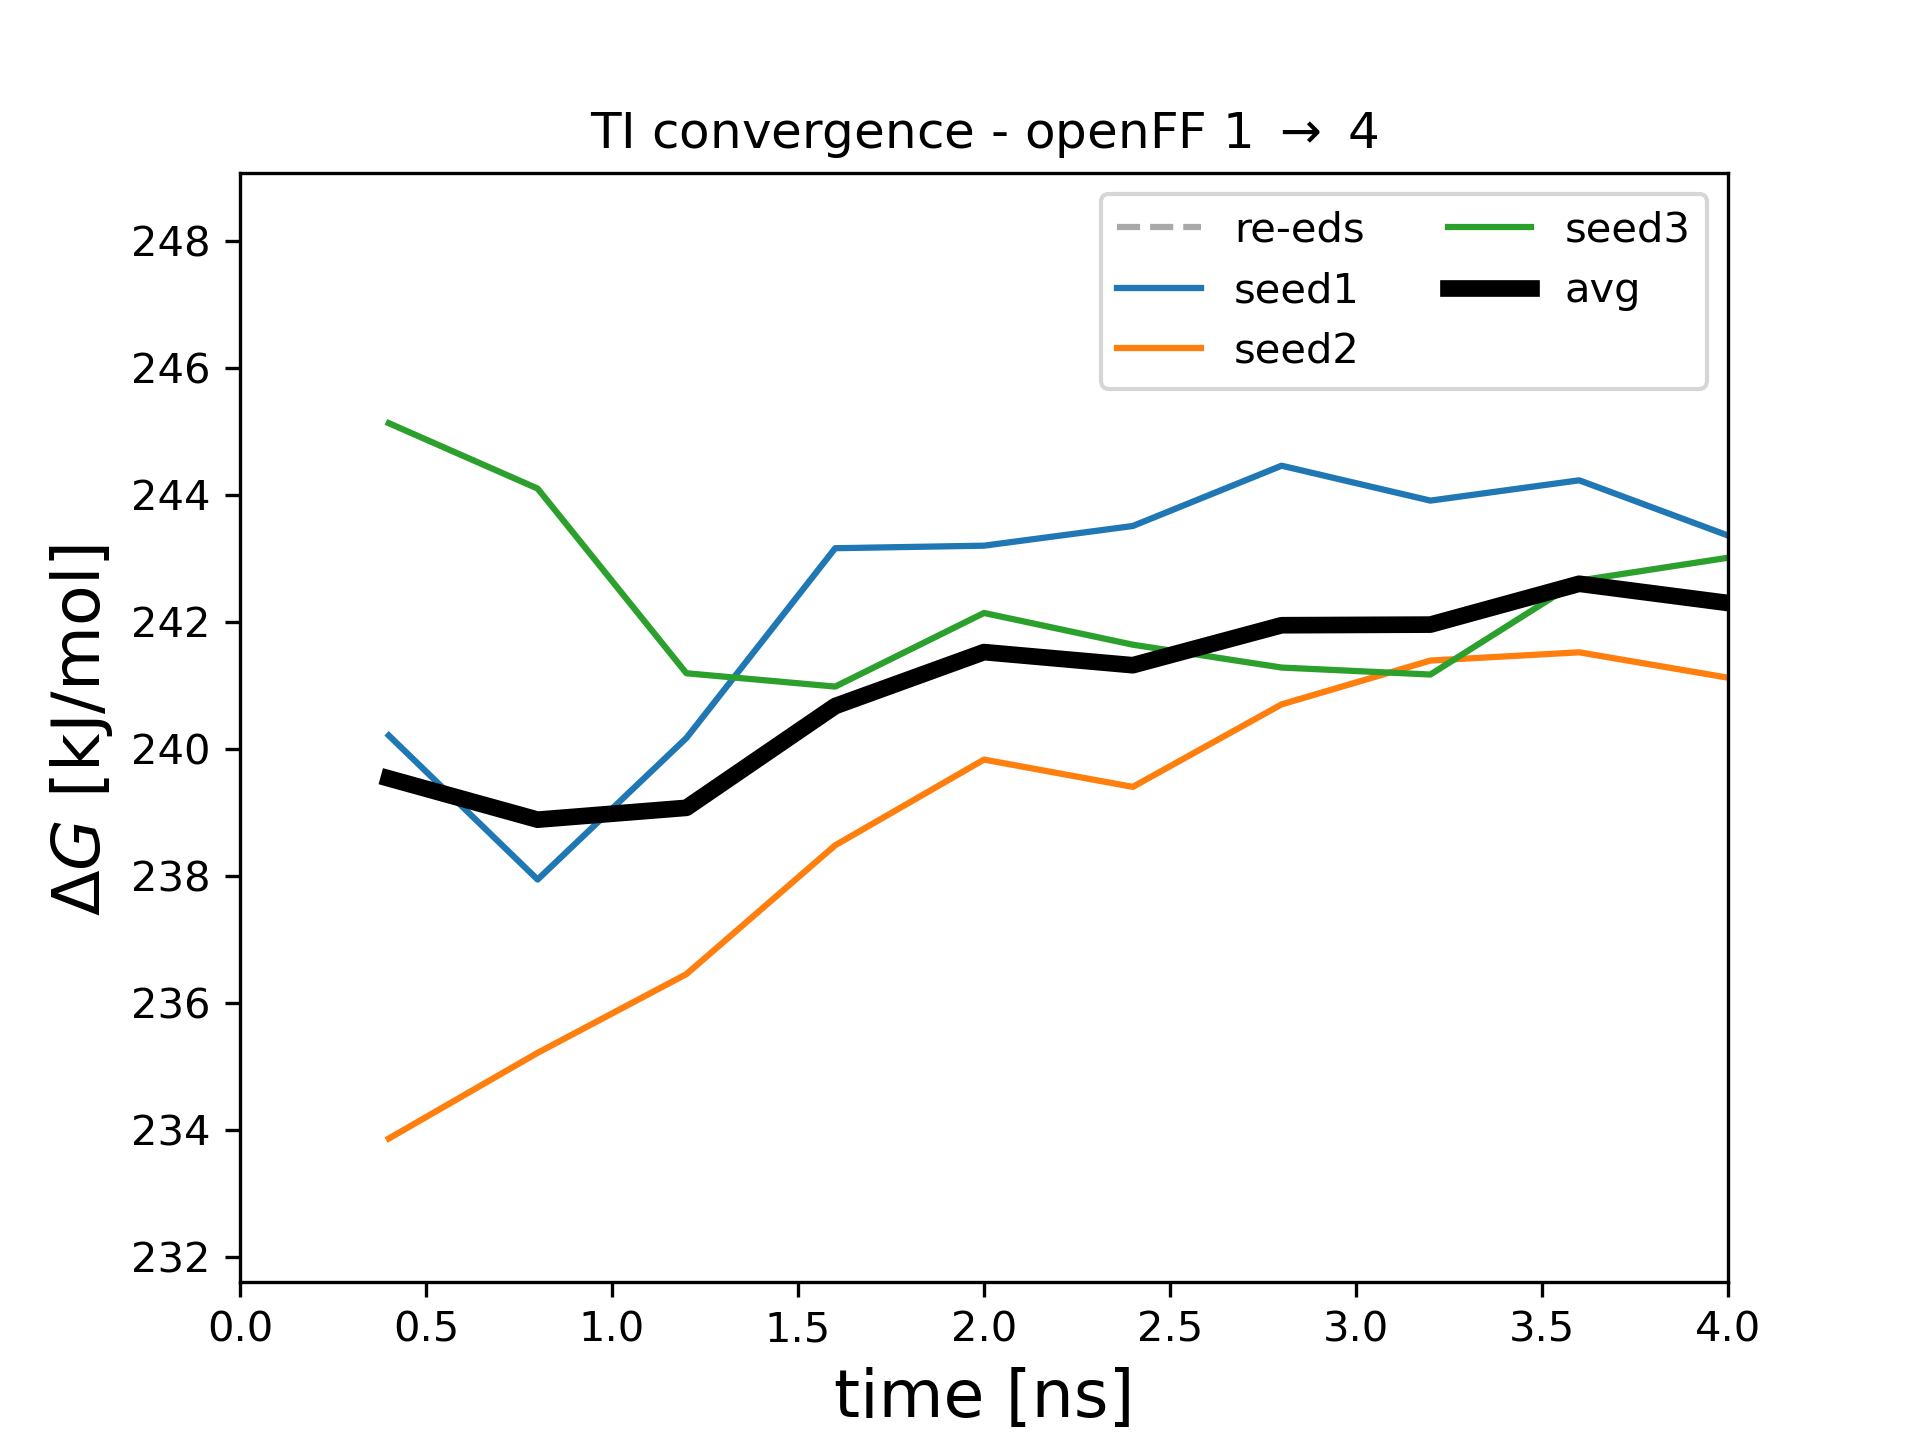 TI convergence - openFF 1 → 4
re-eds
seed1
seed2
seed3
avg
ΔG [kJ/mol]
248
246
244
242
240
238
236
234
232
0.0 0.5 1.0 1.5 2.0 2.5 3.0 3.5 4.0
time [ns]